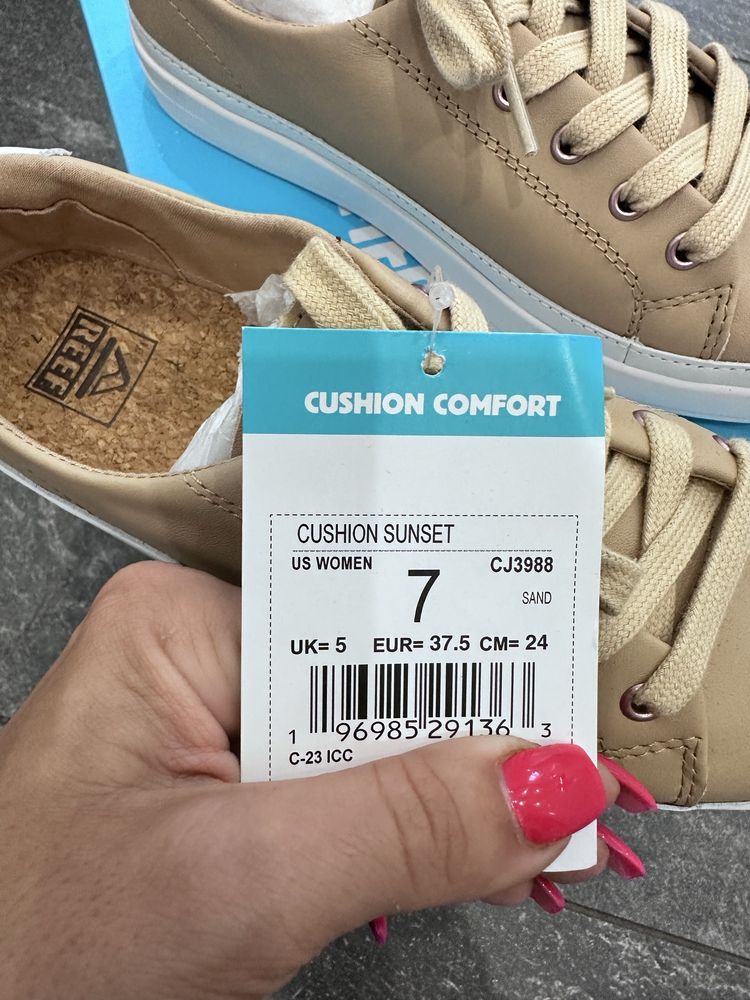 REEF
CUSHION COMFORT
CUSHION SUNSET
US WOMEN 7 CJ3988
SAND
UK= 5 EUR= 37.5 CM= 24
1 96985 29136 3
C-23 ICC